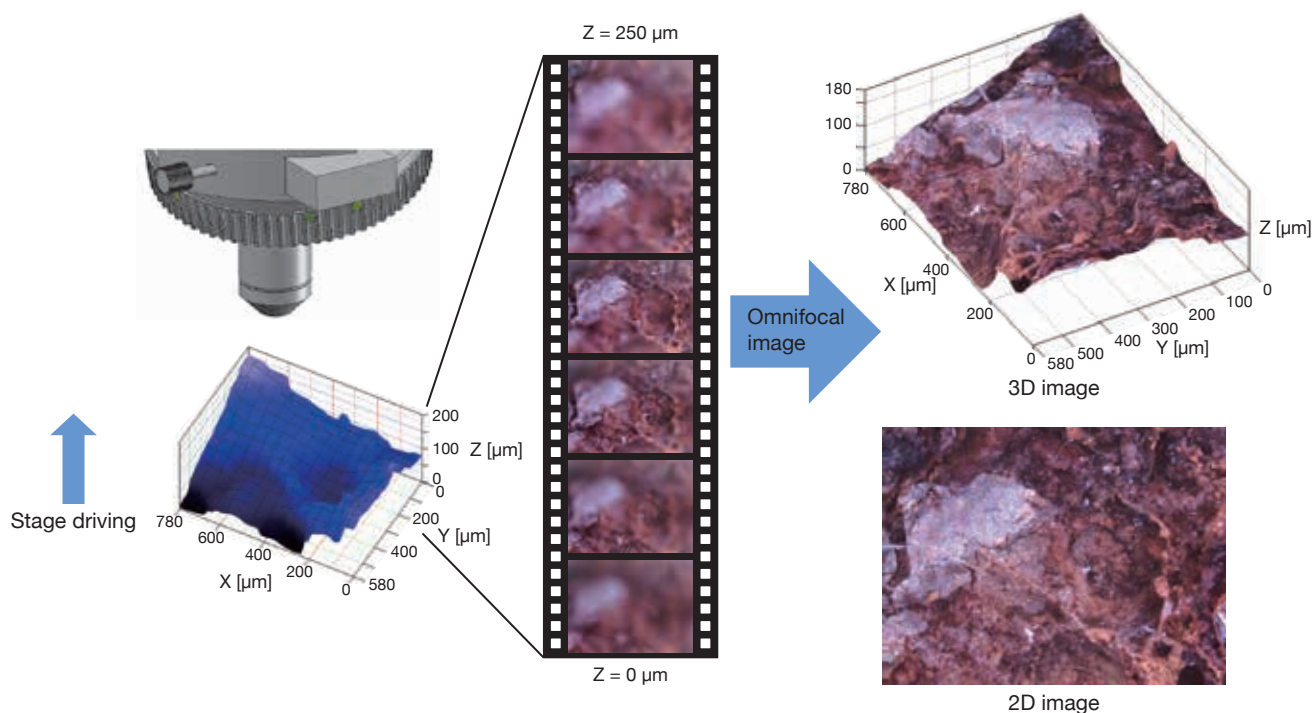 Z = 250 µm
Z = 0 µm
Stage driving
200
100
0
Z [µm]
0
200
400
580
Y [µm]
780
600
400
200
0
X [µm]
Omnifocal
image
180
100
0
780
600
400
200
0
X [µm]
580
500
400
300
200
100
0
Y [µm]
Z [µm]
3D image
2D image